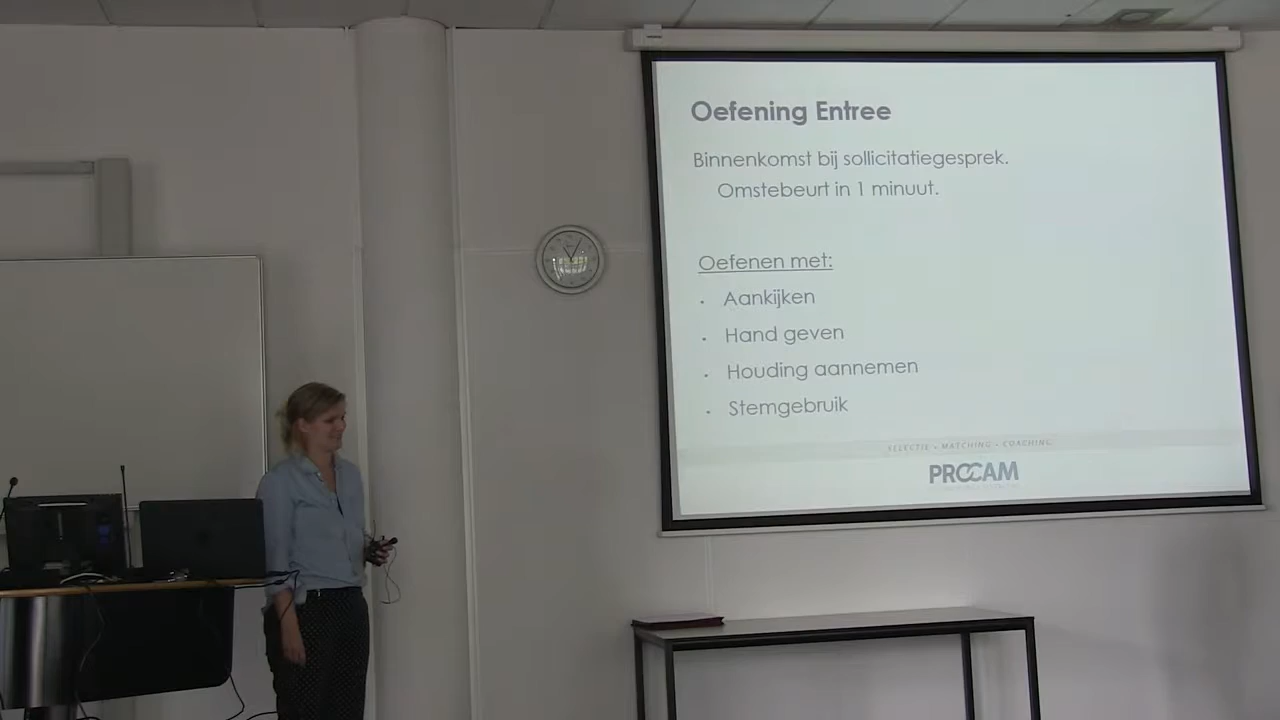 Oefening Entree
Binnenkomst bij sollicitatiegesprek.
Omstebeurt in 1 minuut.
Oefenen met:
• Aankijken
• Hand geven
• Houding aannemen
• Stemgebruik
SELECTIE • MATCHING • COACHING
PROCAM